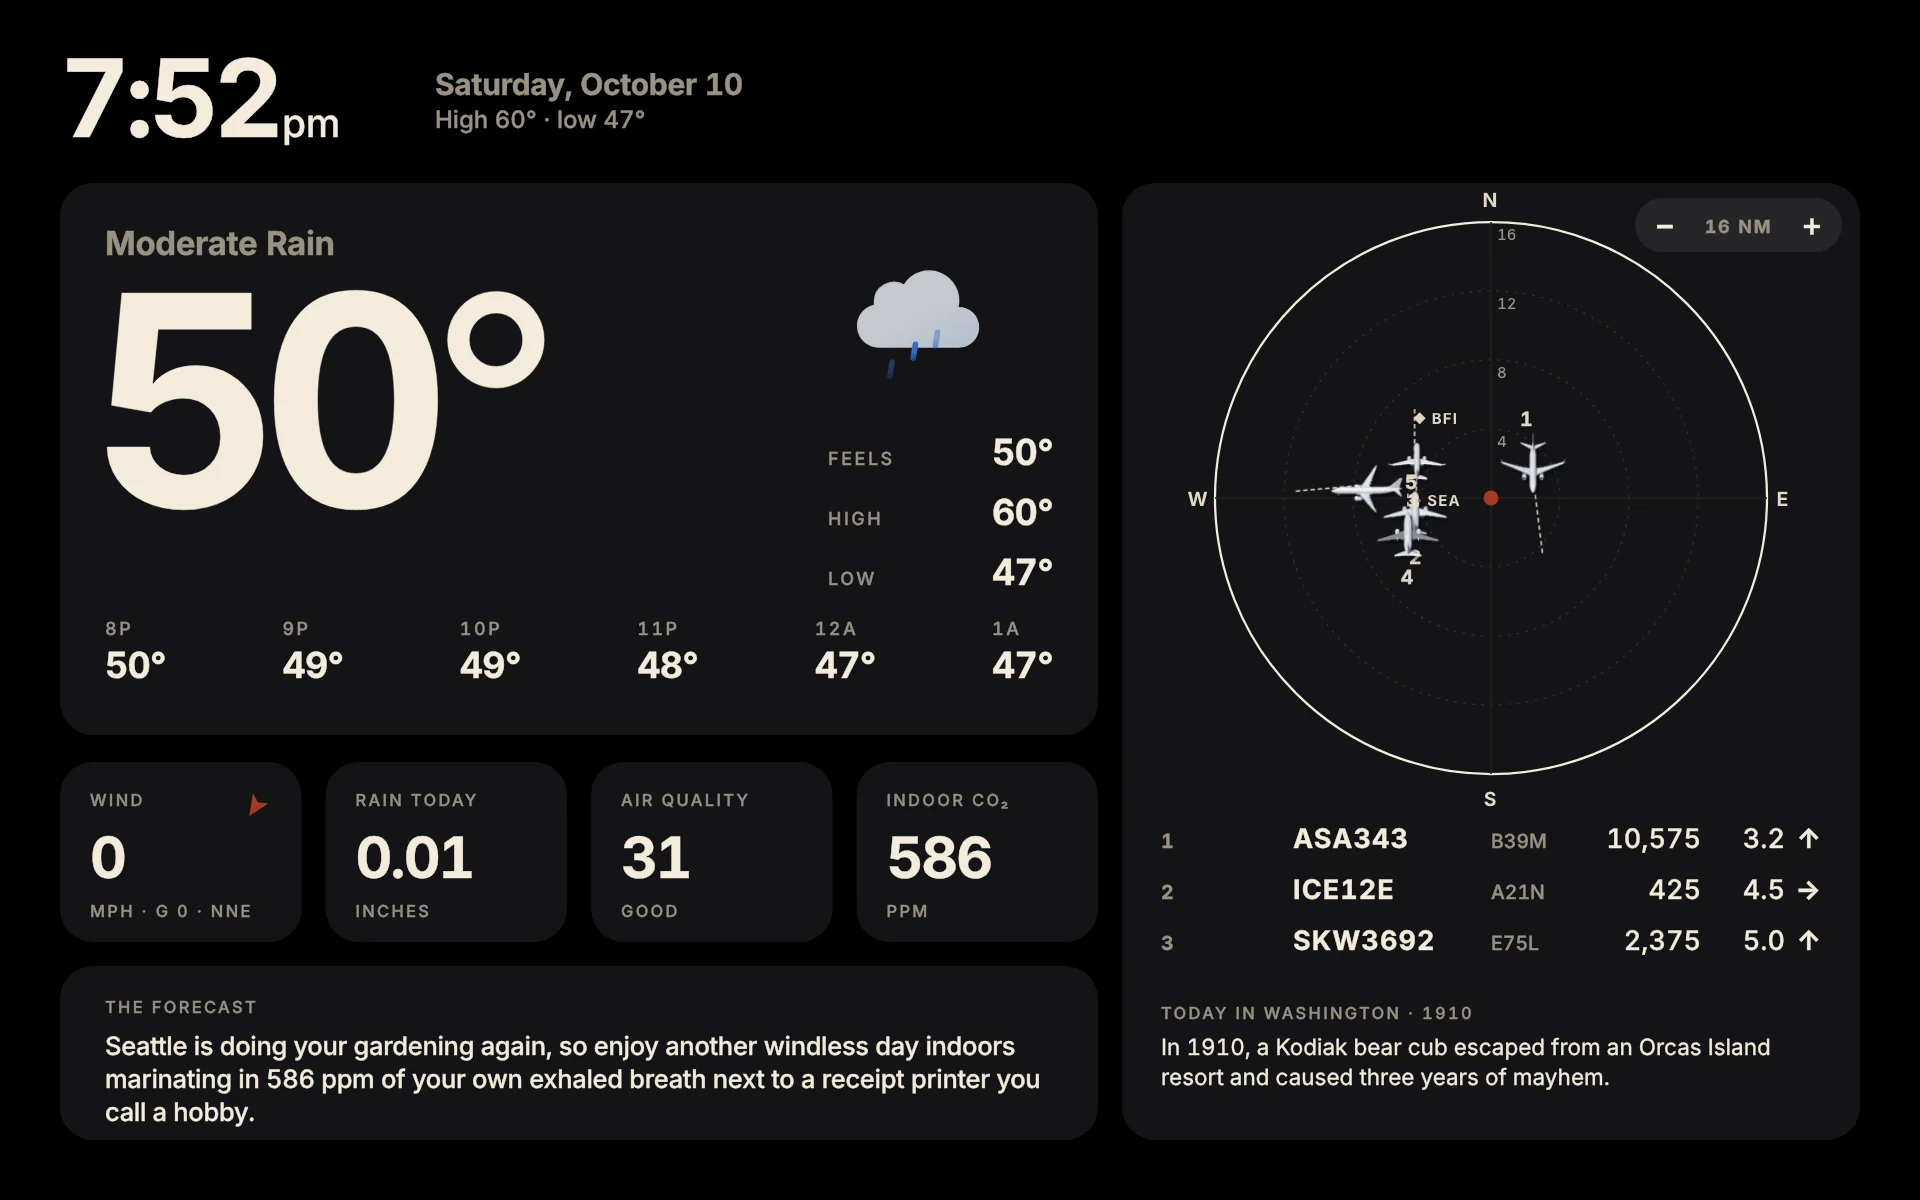 7:52pm
Saturday, October 10
High 60° · low 47°
Moderate Rain
50°
FEELS 50°
HIGH 60°
LOW 47°
8P 9P 10P 11P 12A 1A
50° 49° 49° 48° 47° 47°
WIND
0
MPH · G 0 · NNE
RAIN TODAY
0.01
INCHES
AIR QUALITY
31
GOOD
INDOOR CO₂
586
PPM
THE FORECAST
Seattle is doing your gardening again, so enjoy another windless day indoors
marinating in 586 ppm of your own exhaled breath next to a receipt printer you
call a hobby.
N
− 16 NM +
16
12
8
4
BFI
1
5
3 SEA
W
E
2
4
S
1 ASA343 B39M 10,575 3.2 ↑
2 ICE12E A21N 425 4.5 →
3 SKW3692 E75L 2,375 5.0 ↑
TODAY IN WASHINGTON · 1910
In 1910, a Kodiak bear cub escaped from an Orcas Island
resort and caused three years of mayhem.